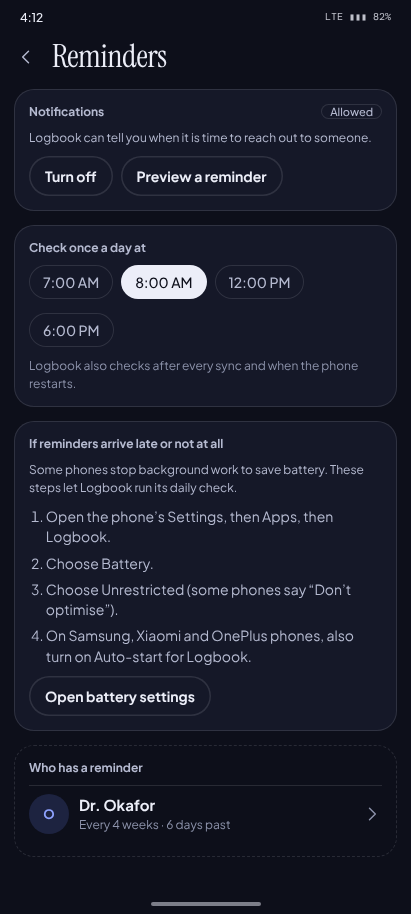 4:12
LTE 82%
Reminders
Notifications
Allowed
Logbook can tell you when it is time to reach out to someone.
Turn off
Preview a reminder
Check once a day at
7:00 AM
8:00 AM
12:00 PM
6:00 PM
Logbook also checks after every sync and when the phone
restarts.
If reminders arrive late or not at all
Some phones stop background work to save battery. These
steps let Logbook run its daily check.
1. Open the phone's Settings, then Apps, then
Logbook.
2. Choose Battery.
3. Choose Unrestricted (some phones say “Don't
optimise”).
4. On Samsung, Xiaomi and OnePlus phones, also
turn on Auto-start for Logbook.
Open battery settings
Who has a reminder
O
Dr. Okafor
Every 4 weeks · 6 days past